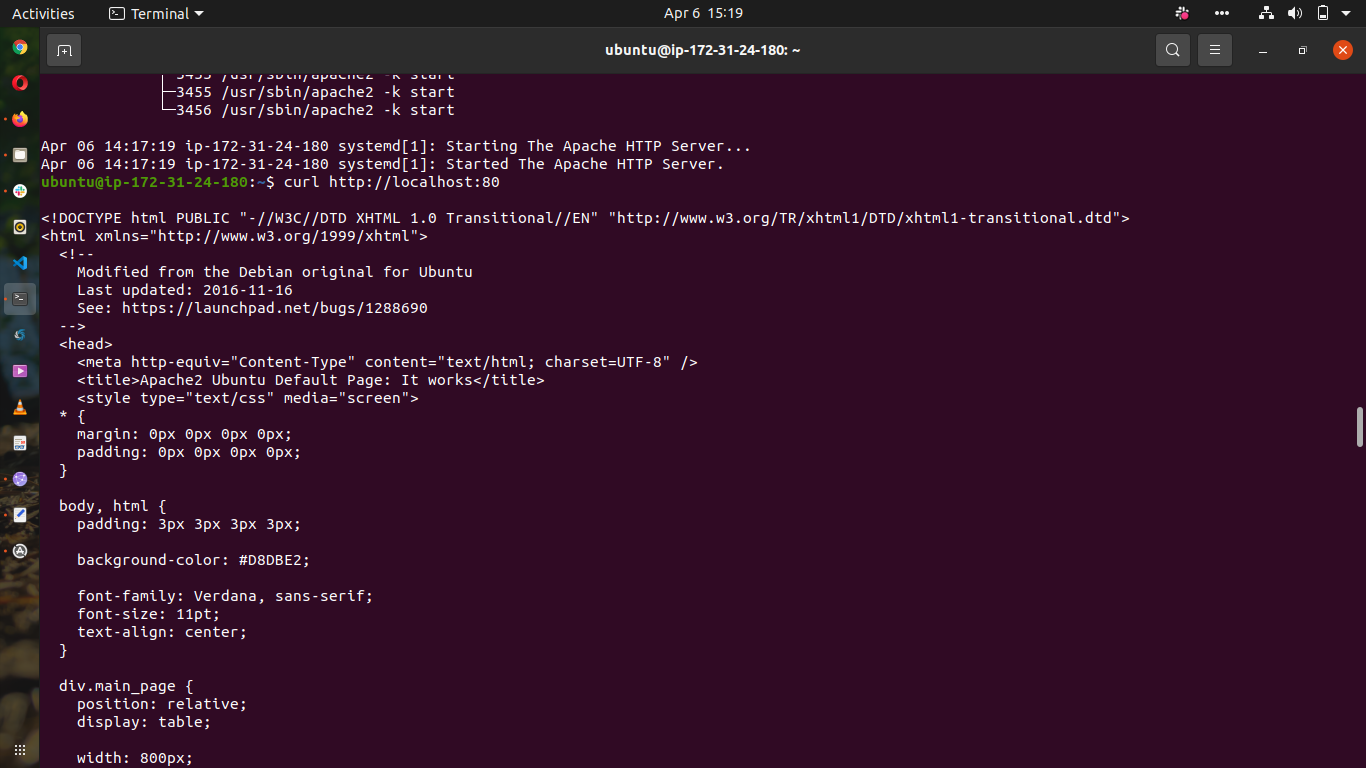 Activities
Terminal
Apr 6 15:19
ubuntu@ip-172-31-24-180: ~
3453 /usr/sbin/apache2 -k start
├─3455 /usr/sbin/apache2 -k start
└─3456 /usr/sbin/apache2 -k start
Apr 06 14:17:19 ip-172-31-24-180 systemd[1]: Starting The Apache HTTP Server...
Apr 06 14:17:19 ip-172-31-24-180 systemd[1]: Started The Apache HTTP Server.
ubuntu@ip-172-31-24-180:~$ curl http://localhost:80
<!DOCTYPE html PUBLIC "-//W3C//DTD XHTML 1.0 Transitional//EN" "http://www.w3.org/TR/xhtml1/DTD/xhtml1-transitional.dtd">
<html xmlns="http://www.w3.org/1999/xhtml">
<!--
Modified from the Debian original for Ubuntu
Last updated: 2016-11-16
See: https://launchpad.net/bugs/1288690
-->
<head>
<meta http-equiv="Content-Type" content="text/html; charset=UTF-8" />
<title>Apache2 Ubuntu Default Page: It works</title>
<style type="text/css" media="screen">
* {
margin: 0px 0px 0px 0px;
padding: 0px 0px 0px 0px;
}
body, html {
padding: 3px 3px 3px 3px;
background-color: #D8DBE2;
font-family: Verdana, sans-serif;
font-size: 11pt;
text-align: center;
}
div.main_page {
position: relative;
display: table;
width: 800px;